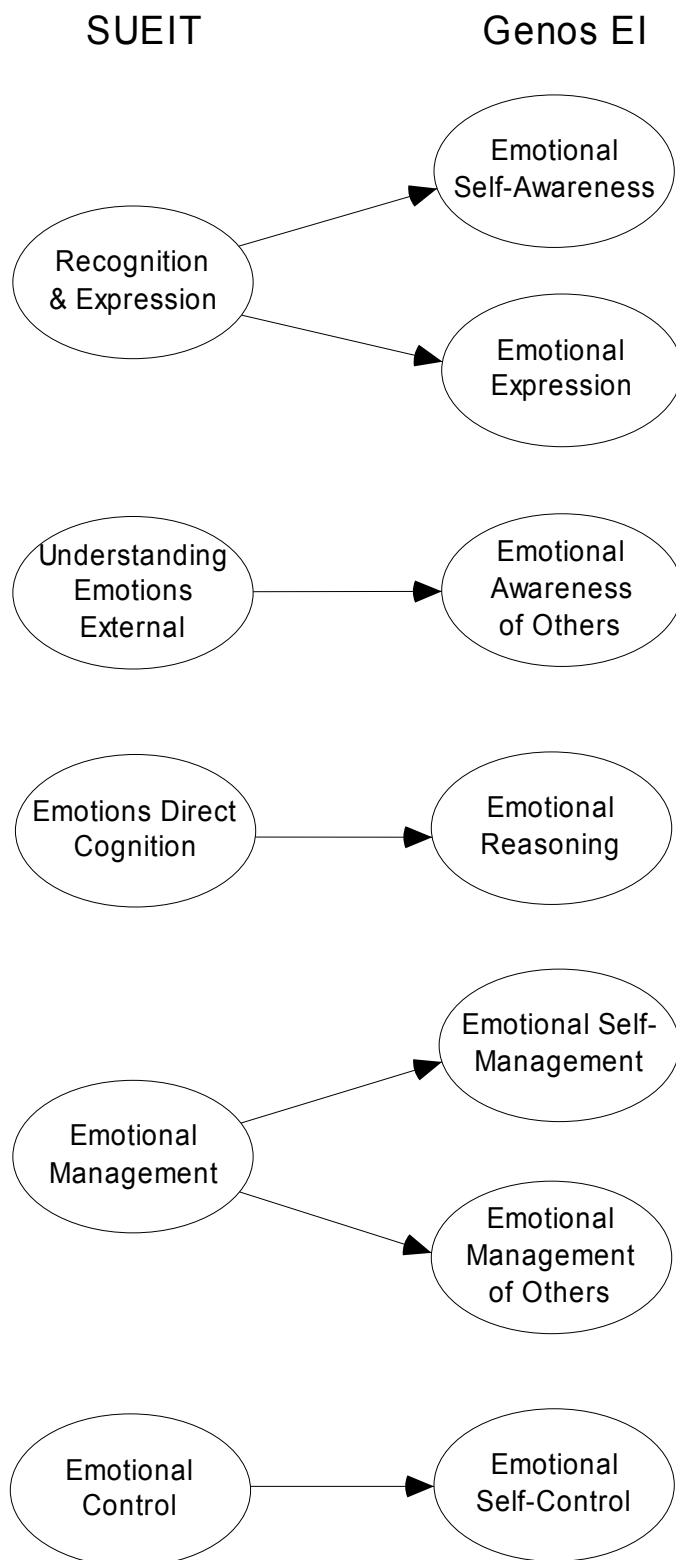 SUEIT
Genos EI
Emotional
Self-Awareness
Recognition
& Expression
Emotional
Expression
Understanding
Emotions
External
Emotional
Awareness
of Others
Emotions Direct
Cognition
Emotional
Reasoning
Emotional Self-
Management
Emotional
Management
Emotional
Management
of Others
Emotional
Control
Emotional
Self-Control